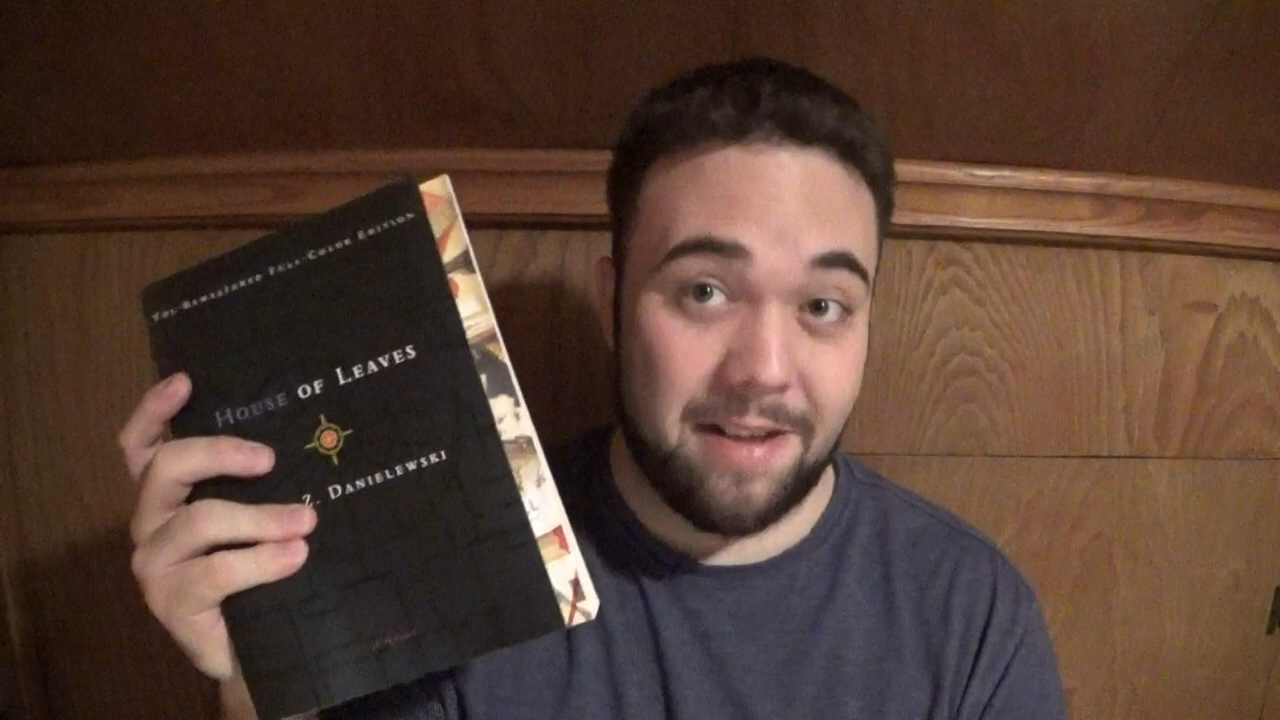 The Remastered Full-Color Edition
House of Leaves
Z. Danielewski